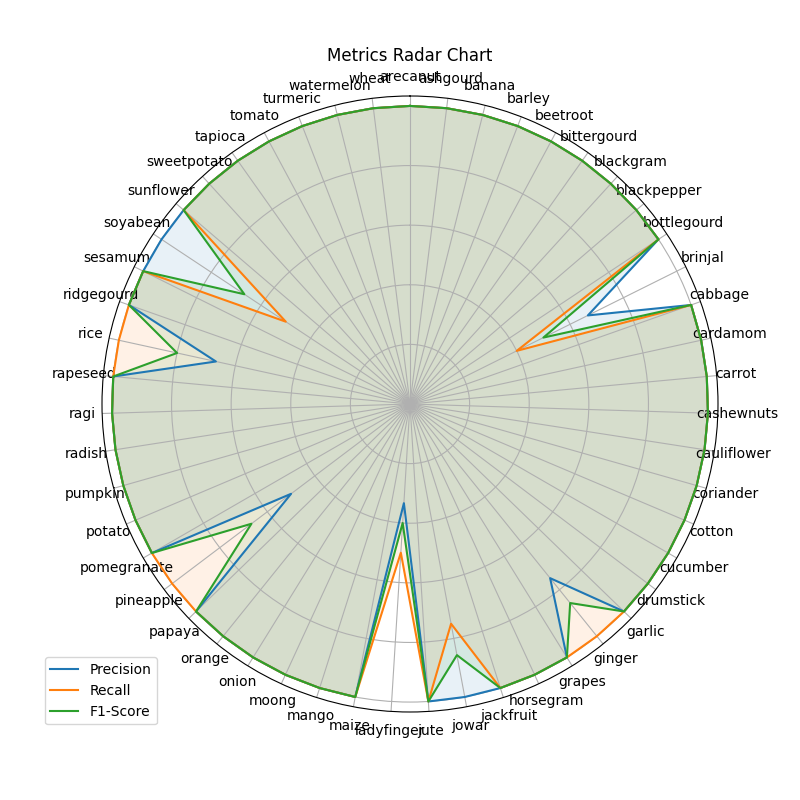 Metrics Radar Chart
arecanut
ashgourd
banana
barley
beetroot
bittergourd
blackgram
blackpepper
bottlegourd
brinjal
cabbage
cardamom
carrot
cashewnuts
cauliflower
coriander
cotton
cucumber
drumstick
garlic
ginger
grapes
horsegram
jackfruit
jowar
jute
ladyfinger
maize
mango
moong
onion
orange
papaya
pineapple
pomegranate
potato
pumpkin
radish
ragi
rapeseed
rice
ridgegourd
sesamum
soyabean
sunflower
sweetpotato
tapioca
tomato
turmeric
watermelon
wheat
Precision
Recall
F1-Score